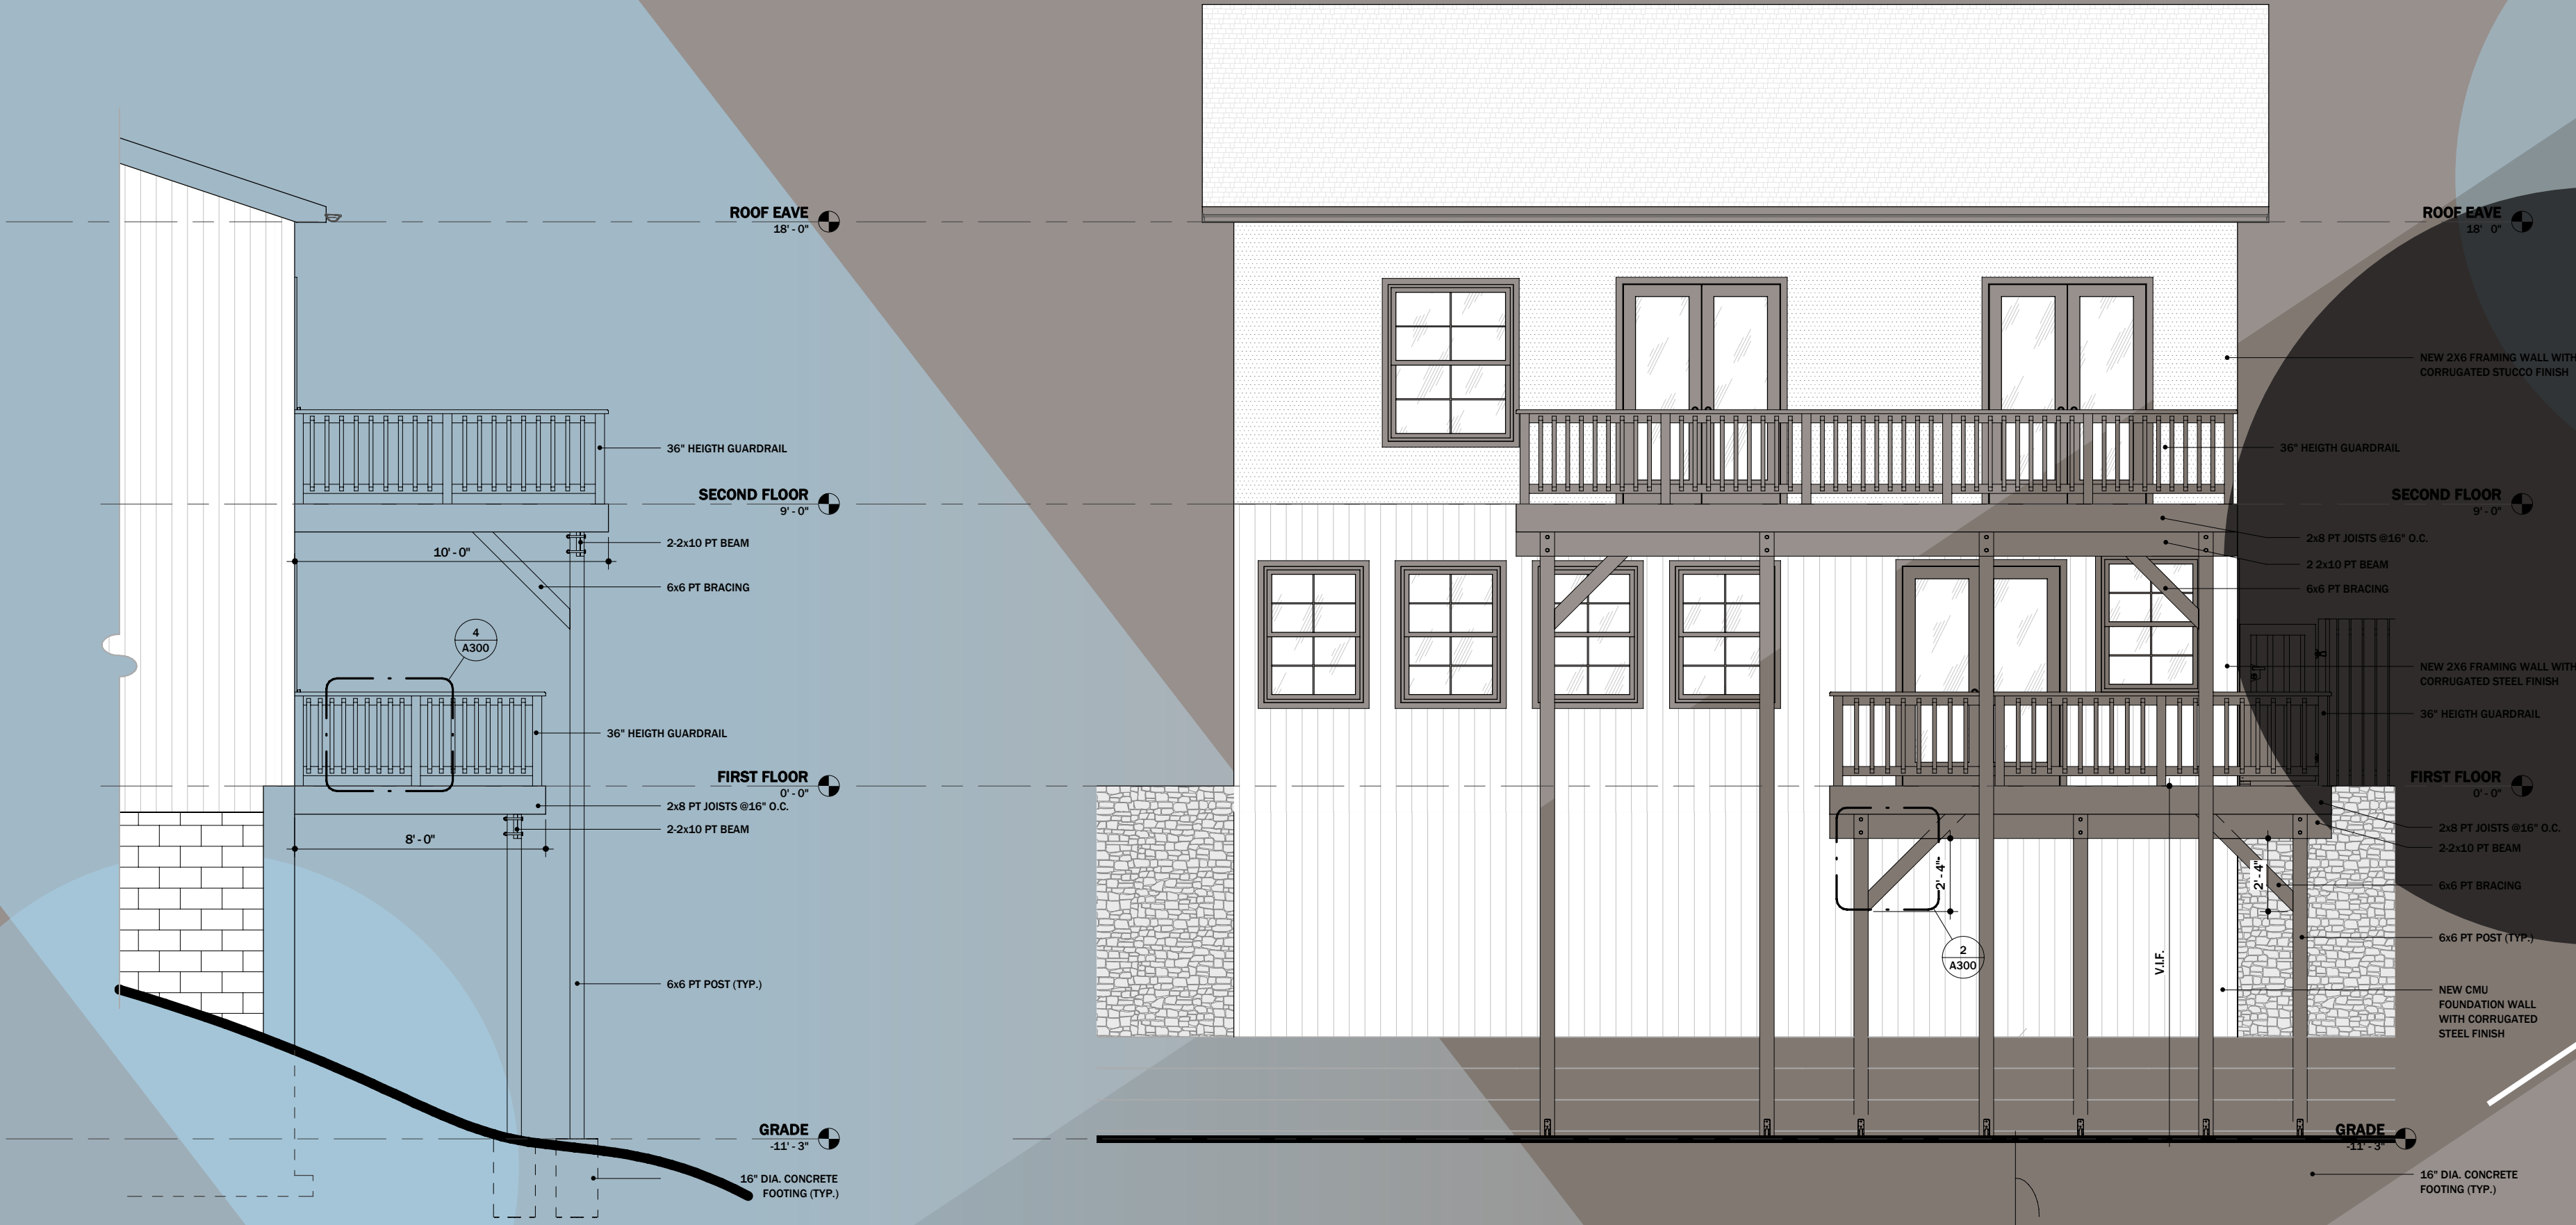 ROOF EAVE
18' - 0"
36" HEIGTH GUARDRAIL
SECOND FLOOR
9' - 0"
2-2x10 PT BEAM
10' - 0"
6x6 PT BRACING
4
A300
36" HEIGTH GUARDRAIL
FIRST FLOOR
0' - 0"
2x8 PT JOISTS @16" O.C.
2-2x10 PT BEAM
8' - 0"
6x6 PT POST (TYP.)
GRADE
-11' - 3"
16" DIA. CONCRETE
FOOTING (TYP.)
ROOF EAVE
18' 0"
NEW 2X6 FRAMING WALL WITH
CORRUGATED STUCCO FINISH
36" HEIGTH GUARDRAIL
SECOND FLOOR
9' - 0"
2x8 PT JOISTS @16" O.C.
2 2x10 PT BEAM
6x6 PT BRACING
NEW 2X6 FRAMING WALL WITH
CORRUGATED STEEL FINISH
36" HEIGTH GUARDRAIL
FIRST FLOOR
0' - 0"
2x8 PT JOISTS @16" O.C.
2-2x10 PT BEAM
2' - 4"
2' - 4"
6x6 PT BRACING
6x6 PT POST (TYP.)
2
A300
V.I.F.
NEW CMU
FOUNDATION WALL
WITH CORRUGATED
STEEL FINISH
GRADE
-11' - 3"
16" DIA. CONCRETE
FOOTING (TYP.)